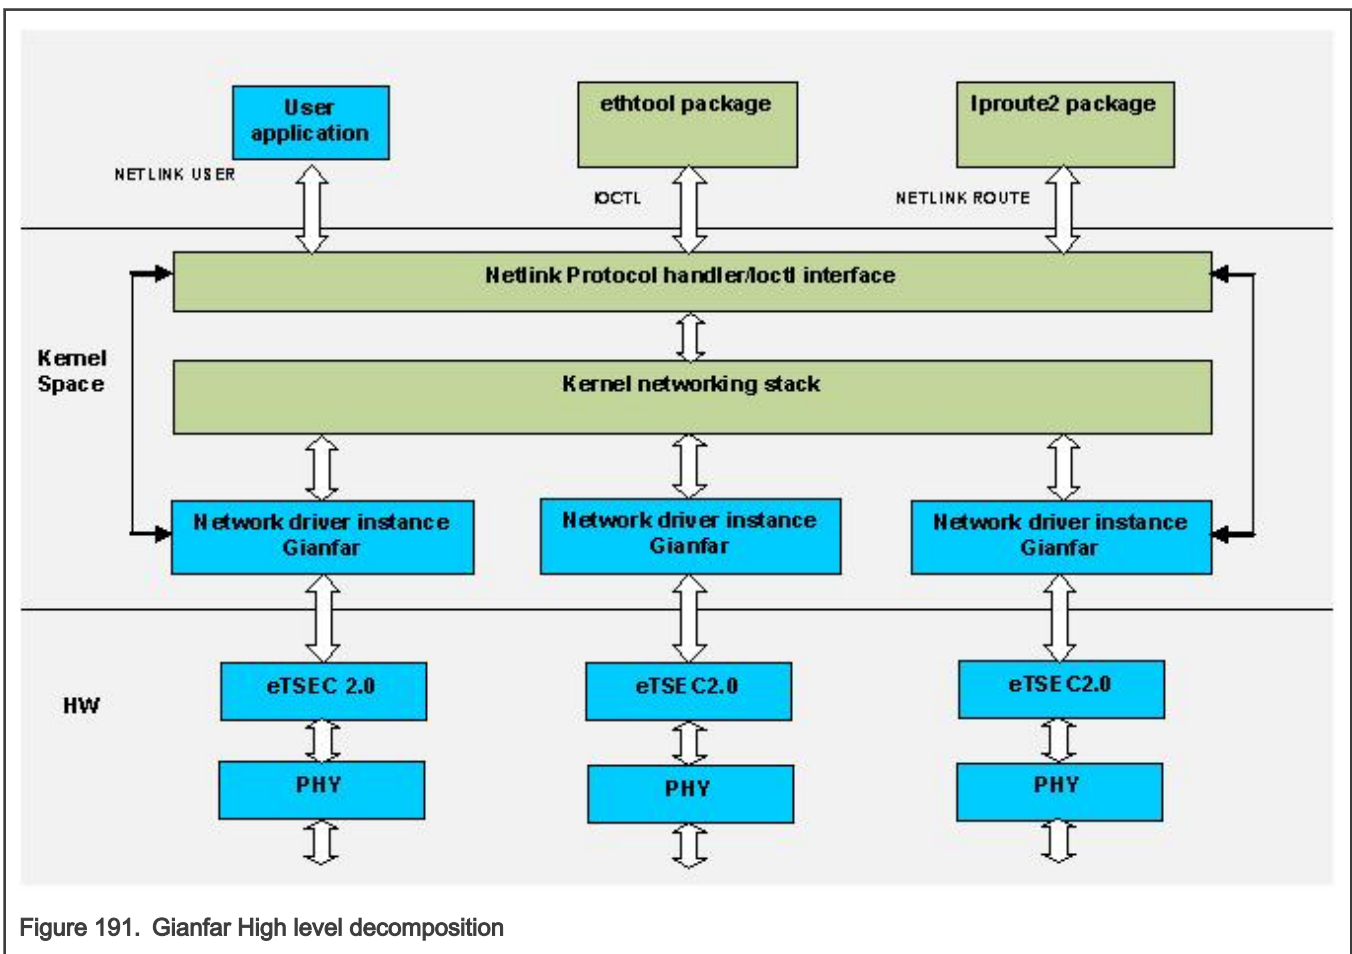 User
application
ethtool package
Iproute2 package
NETLINK USER
IOCTL
NETLINK ROUTE
Netlink Protocol handler/Ioctl interface
Kernel
Space
Kernel networking stack
Network driver instance
Gianfar
Network driver instance
Gianfar
Network driver instance
Gianfar
HW
eTSEC 2.0
eTSEC2.0
eTSEC2.0
PHY
PHY
PHY
Figure 191. Gianfar High level decomposition